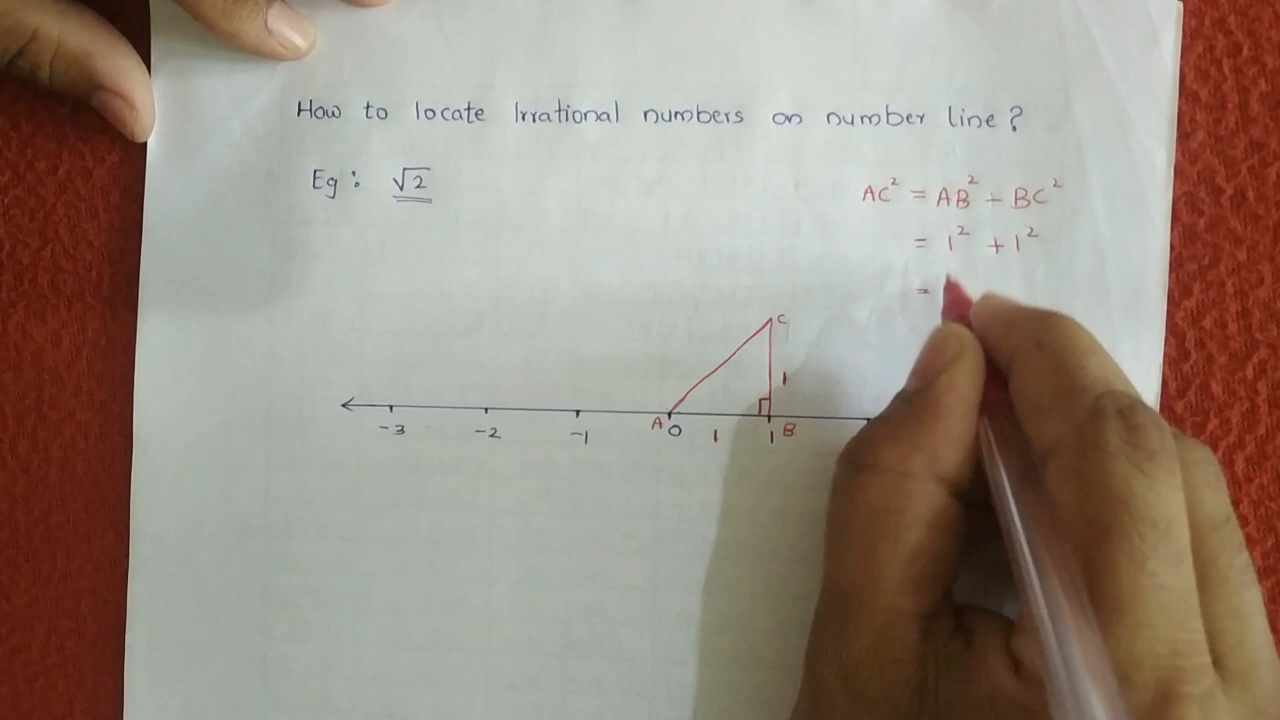 How to locate Irrational numbers on number line?
Eg: √2
AC² = AB² + BC²
= 1² + 1²
=
C
1
-3 -2 -1 A 0 1 1 B